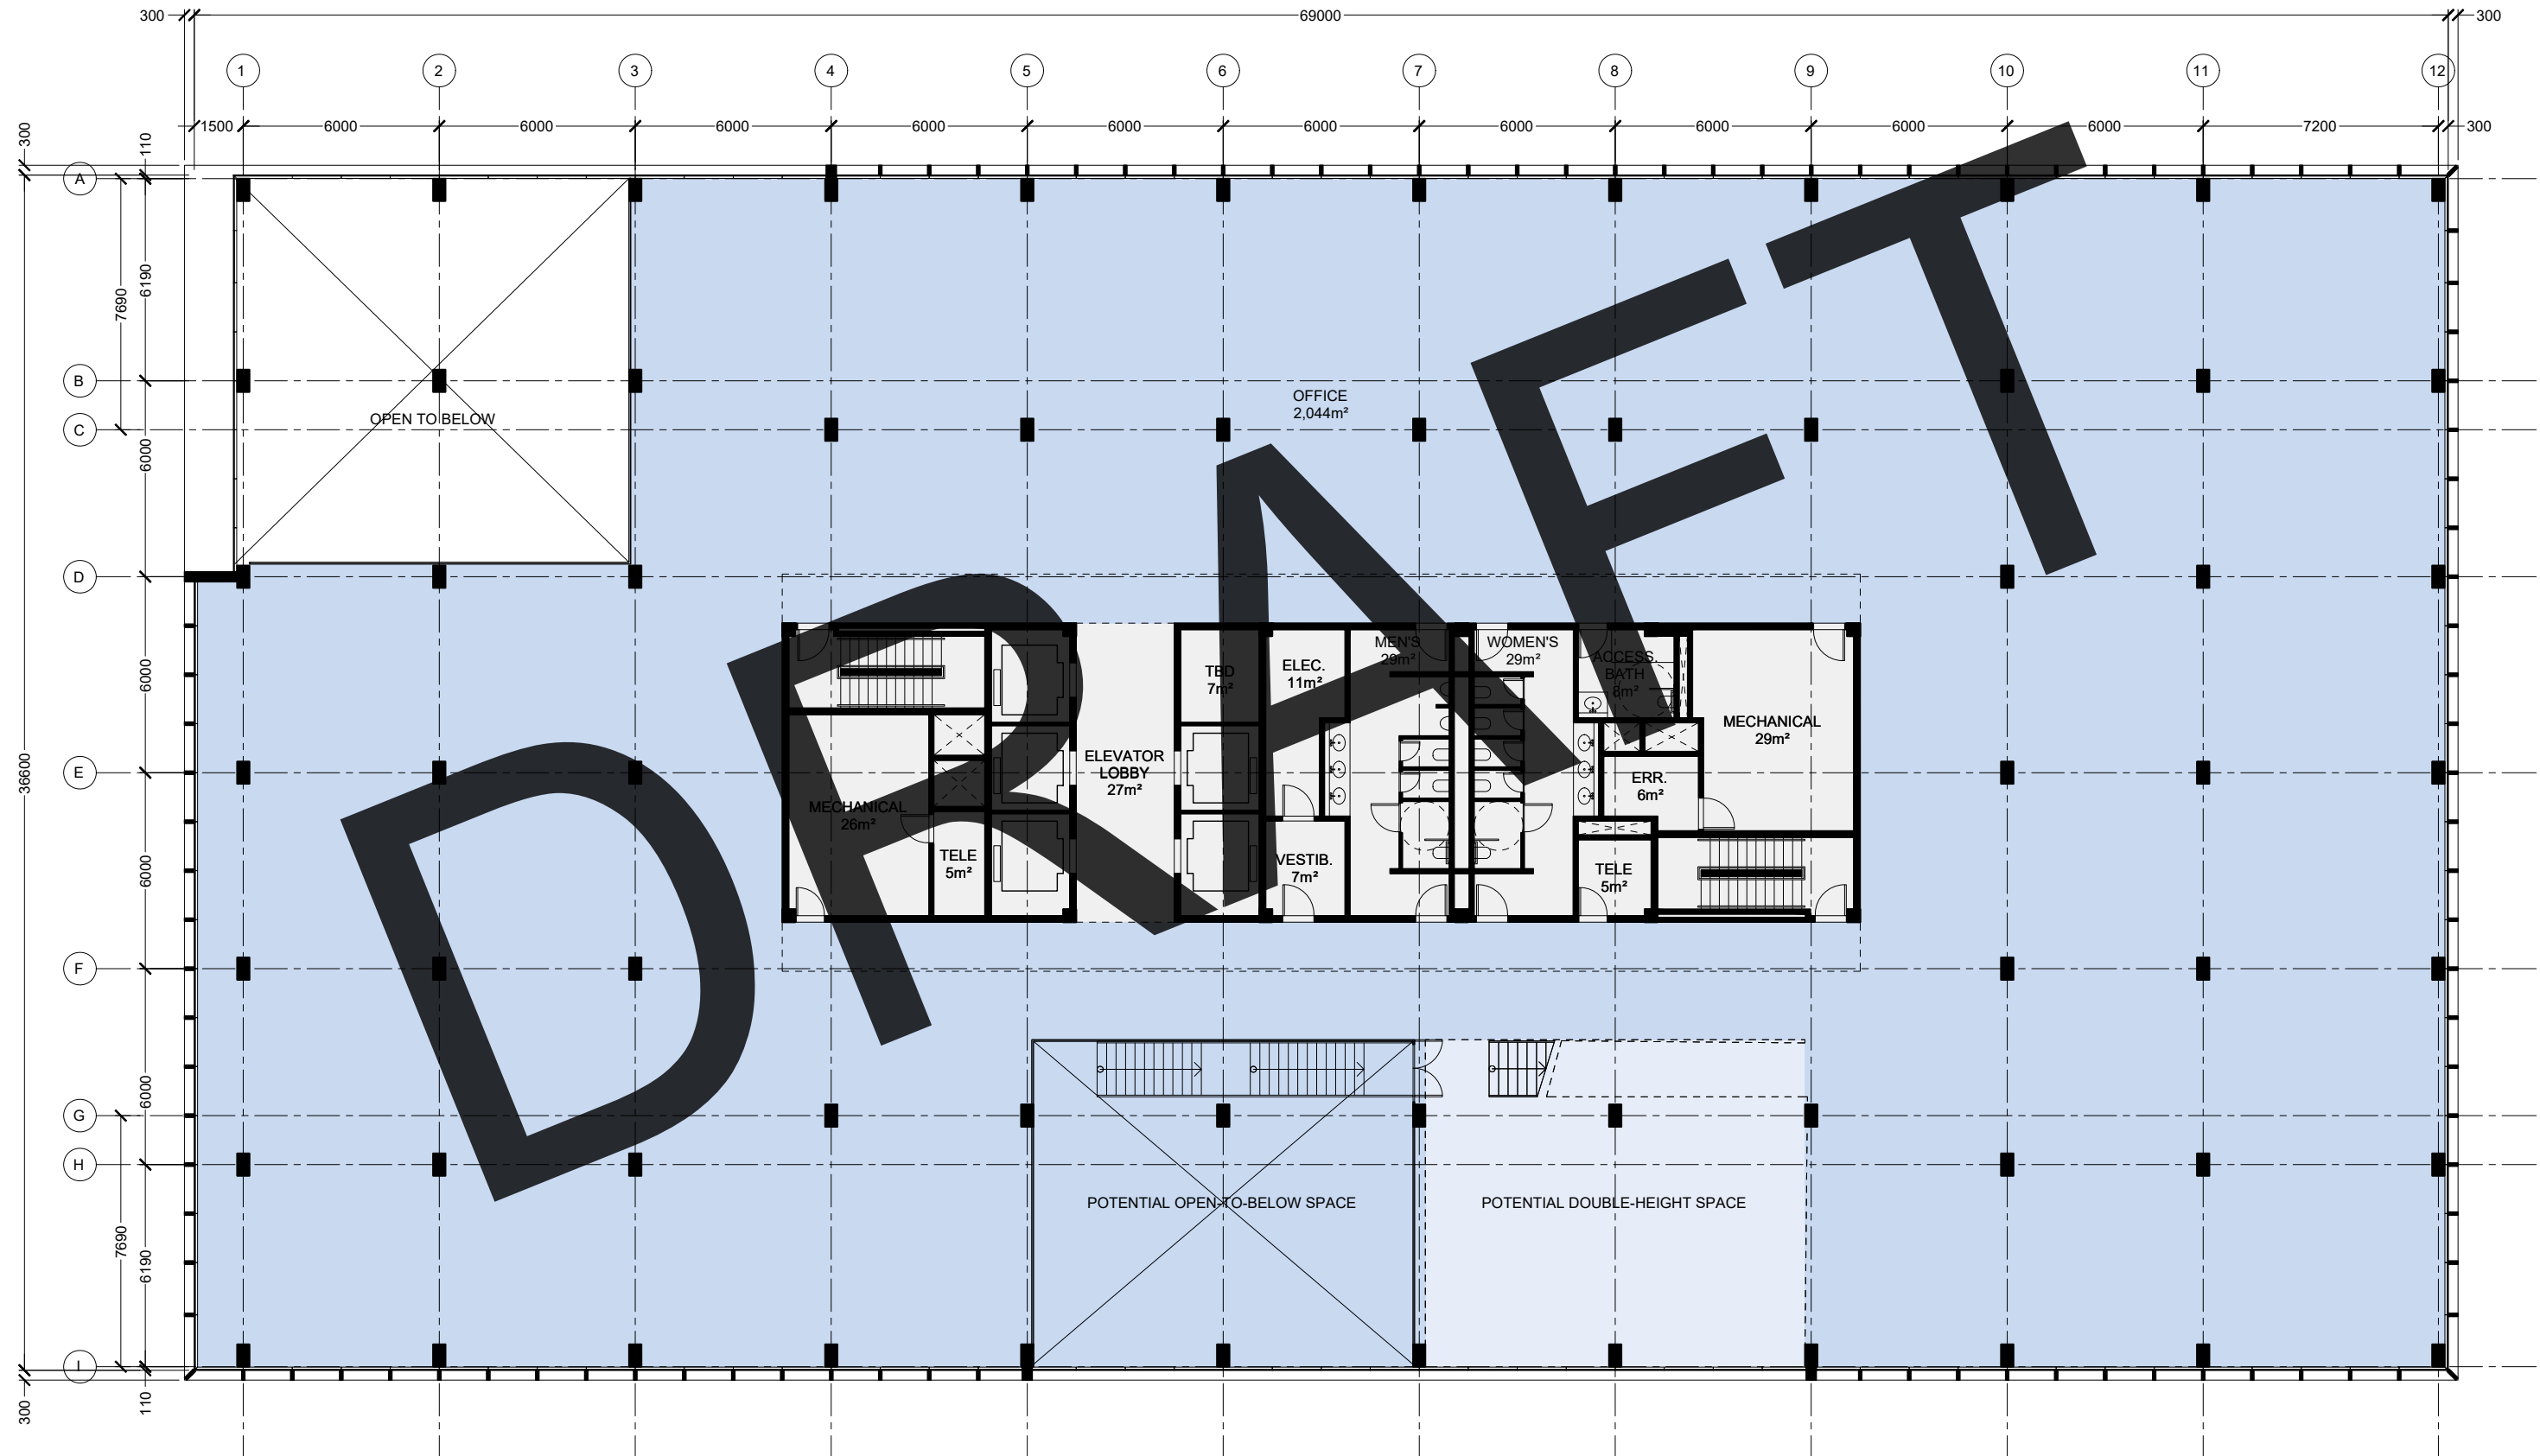 300
69000
300
1 2 3 4 5 6 7 8 9 10 11 12
1500 6000 6000 6000 6000 6000 6000 6000 6000 6000 6000 7200 300
300
110
A
6190
7690
B
OFFICE
2,044m²
OPEN TO BELOW
C
6000
D
6000
MEN'S
29m²
WOMEN'S
29m²
ACCESS.
BATH
8m²
TBD
7m²
ELEC.
11m²
MECHANICAL
29m²
36600
E
ELEVATOR
LOBBY
27m²
ERR.
6m²
MECHANICAL
26m²
TELE
5m²
VESTIB.
7m²
TELE
5m²
6000
F
6000
G
H
POTENTIAL OPEN-TO-BELOW SPACE
POTENTIAL DOUBLE-HEIGHT SPACE
7690
6190
I
110
300
DRAFT